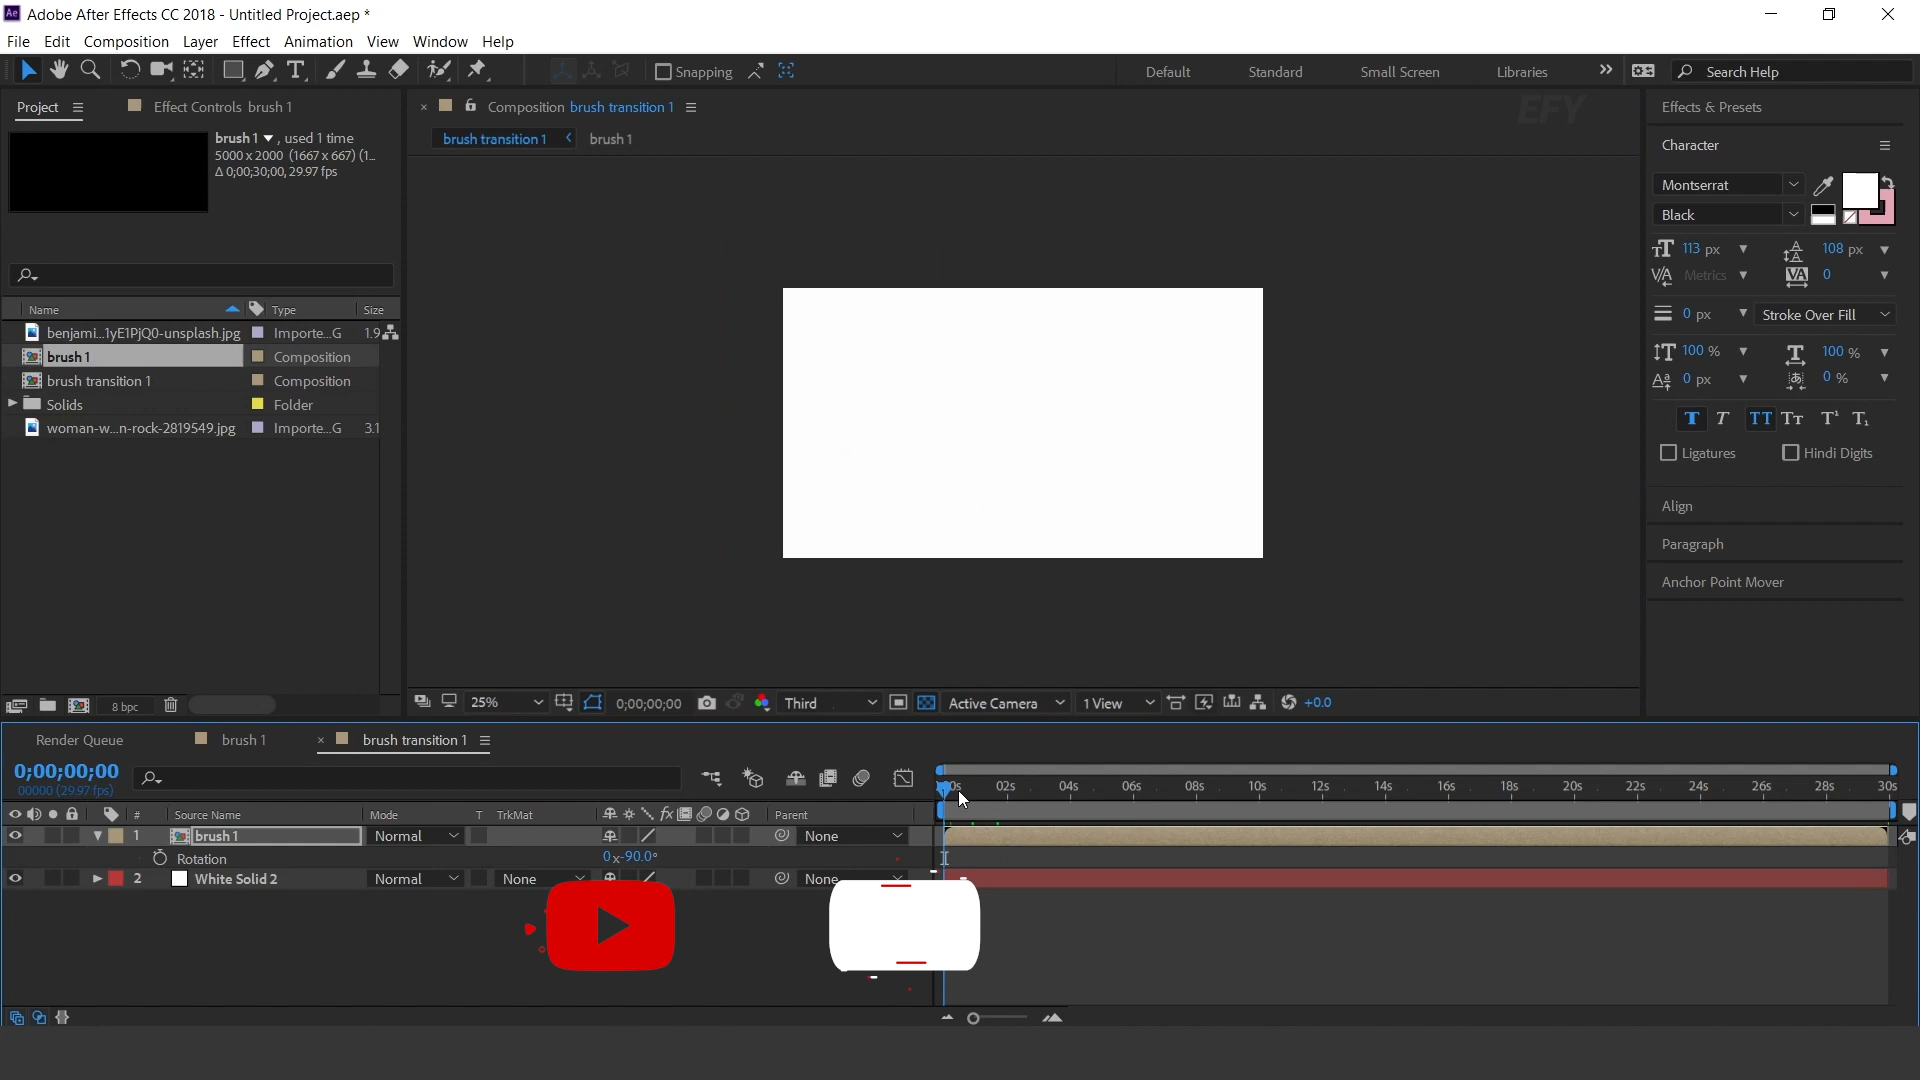 Ae Adobe After Effects CC 2018 - Untitled Project.aep *
File Edit Composition Layer Effect Animation View Window Help
Snapping Default Standard Small Screen Libraries Search Help
Project Effect Controls brush 1
brush 1 , used 1 time
5000 x 2000 (1667 x 667) (1...
Δ 0;00;30;00, 29.97 fps
Name Type Size
benjami...1yE1PjQ0-unsplash.jpg Importe...G 1.9
brush 1 Composition
brush transition 1 Composition
Solids Folder
woman-w...n-rock-2819549.jpg Importe...G 3.1
8 bpc
Composition brush transition 1
brush transition 1 brush 1
EFY
25% 0;00;00;00 Third Active Camera 1 View +0.0
Effects & Presets
Character
Montserrat
Black
113 px 108 px
Metrics 0
0 px Stroke Over Fill
100 % 100 %
0 px 0 %
T T TT Tт T¹ T₁
Ligatures Hindi Digits
Align
Paragraph
Anchor Point Mover
Render Queue brush 1 brush transition 1
0;00;00;00
00000 (29.97 fps)
02s 04s 06s 08s 10s 12s 14s 16s 18s 20s 22s 24s 26s 28s 30s
# Source Name Mode T TrkMat fx Parent
1 brush 1 Normal None
Rotation 0x-90.0°
2 White Solid 2 Normal None None